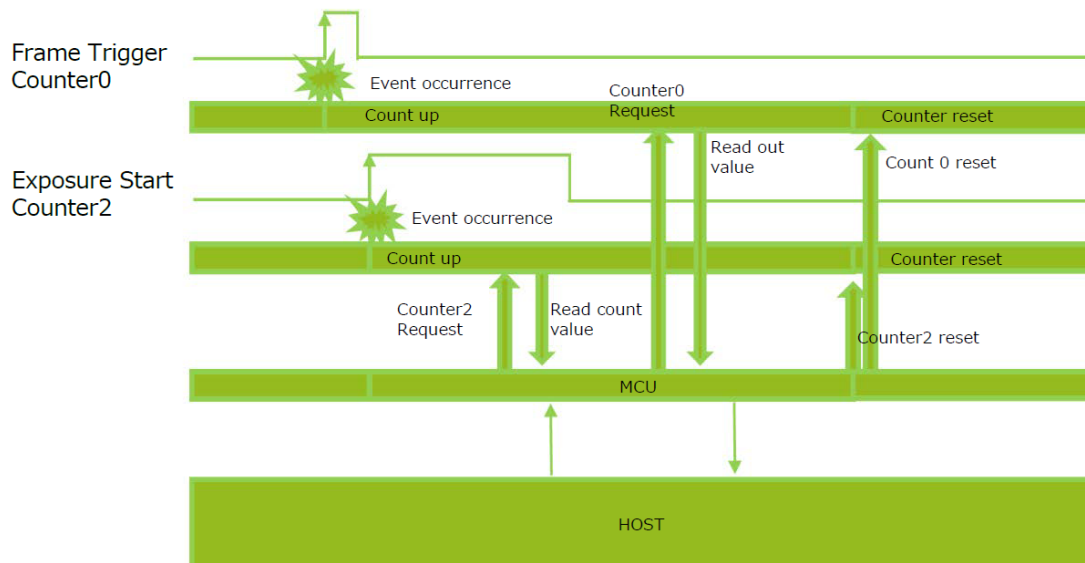 Frame Trigger
Counter0
Event occurrence
Counter0
Request
Count up
Counter reset
Read out
value
Count 0 reset
Exposure Start
Counter2
Event occurrence
Count up
Counter reset
Counter2
Request
Read count
value
Counter2 reset
MCU
HOST